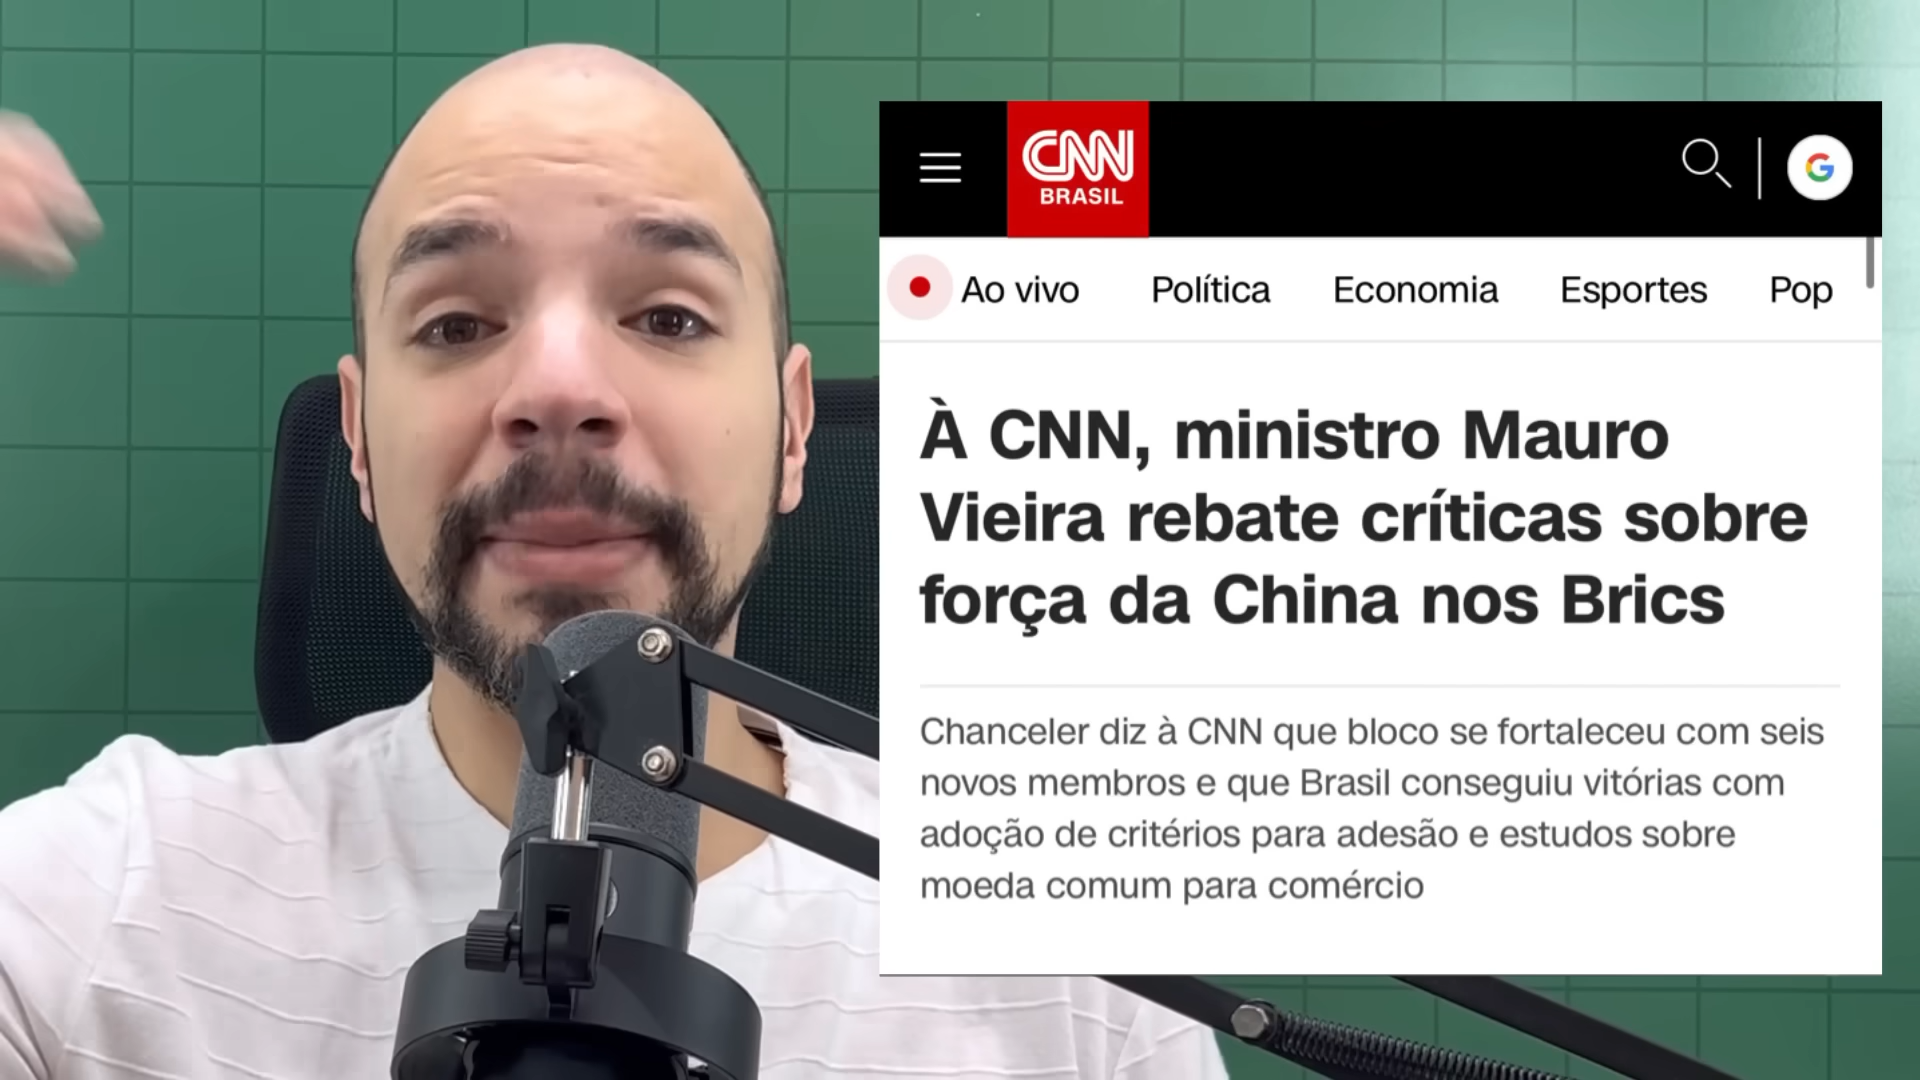 CNN
BRASIL
G
Ao vivo Política Economia Esportes Pop
À CNN, ministro Mauro
Vieira rebate críticas sobre
força da China nos Brics
Chanceler diz à CNN que bloco se fortaleceu com seis
novos membros e que Brasil conseguiu vitórias com
adoção de critérios para adesão e estudos sobre
moeda comum para comércio